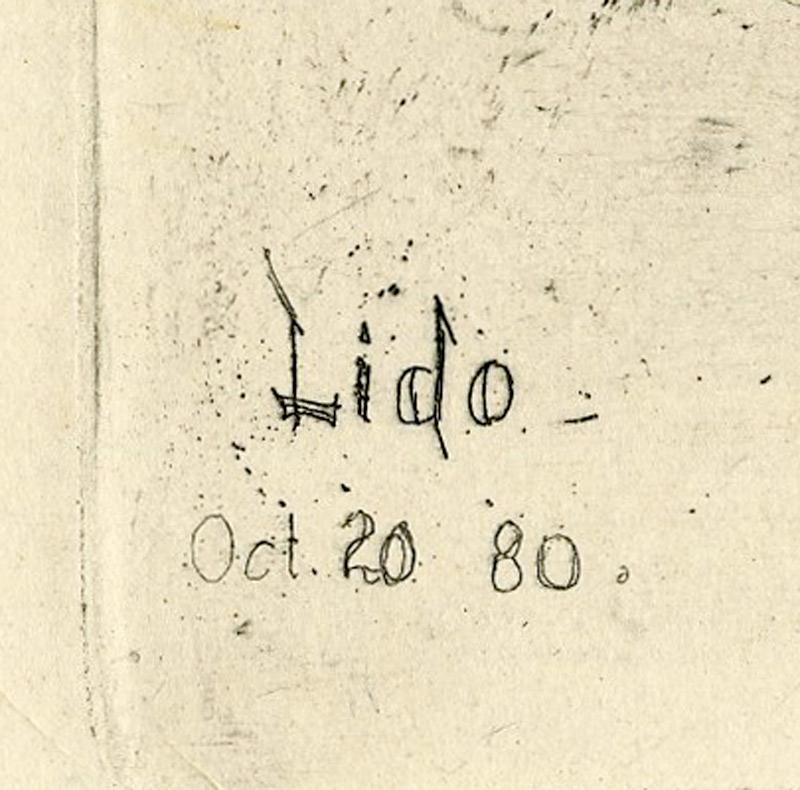 Lido –
Oct. 20 80.